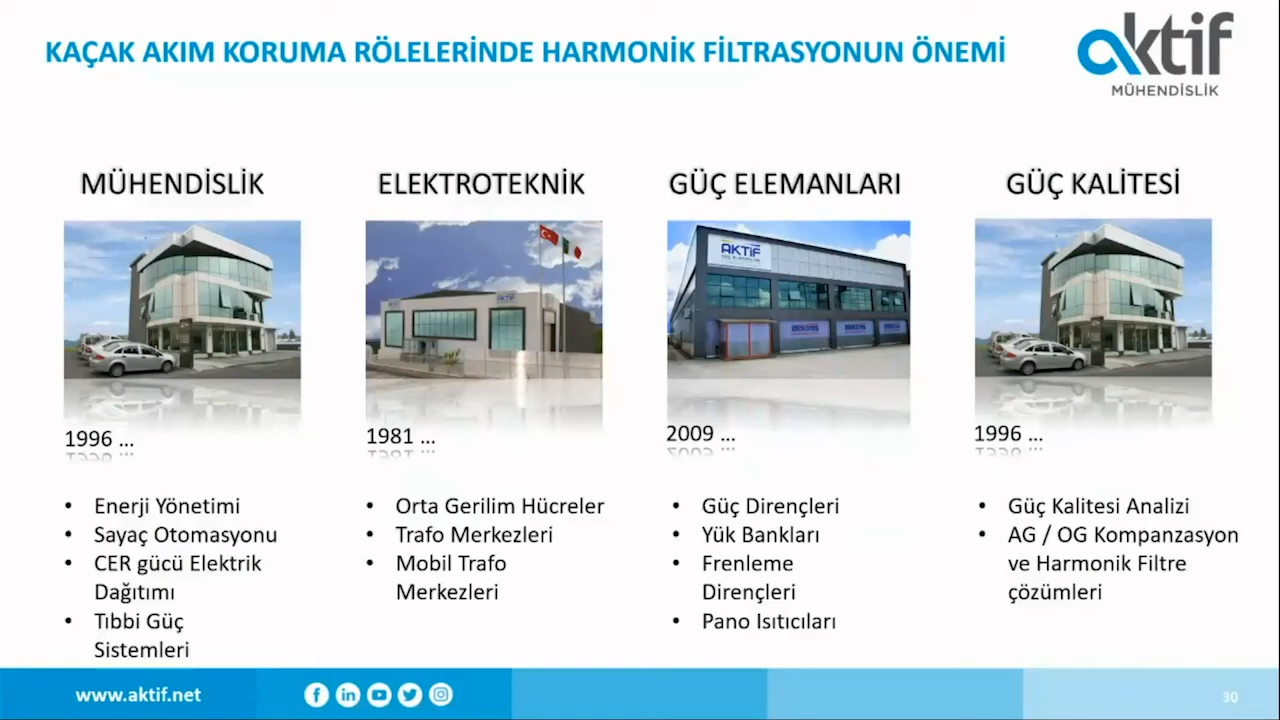 KAÇAK AKIM KORUMA RÖLELERİNDE HARMONİK FİLTRASYONUN ÖNEMİ
aktif
MÜHENDİSLİK
MÜHENDİSLİK
ELEKTROTEKNİK
GÜÇ ELEMANLARI
GÜÇ KALİTESİ
AKTİF
AKTİF
1996 ...
1981 ...
2009 ...
1996 ...
• Enerji Yönetimi
• Sayaç Otomasyonu
• CER gücü Elektrik
Dağıtımı
• Tıbbi Güç
Sistemleri
• Orta Gerilim Hücreler
• Trafo Merkezleri
• Mobil Trafo
Merkezleri
• Güç Dirençleri
• Yük Bankları
• Frenleme
Dirençleri
• Pano Isıtıcıları
• Güç Kalitesi Analizi
• AG / OG Kompanzasyon
ve Harmonik Filtre
çözümleri
www.aktif.net
30